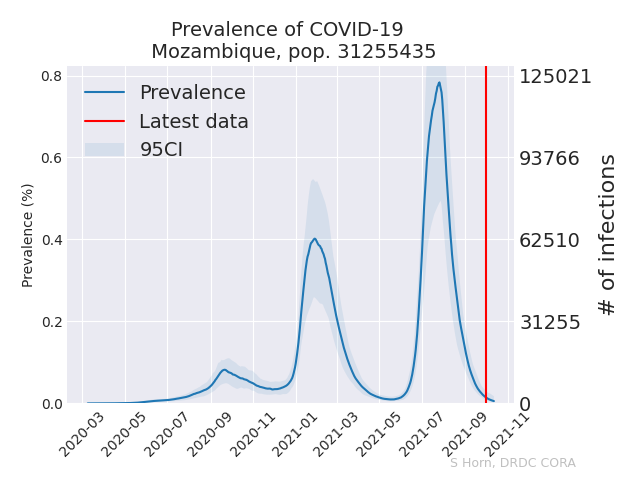 Prevalence of COVID-19
Mozambique, pop. 31255435
Prevalence
Latest data
95CI
Prevalence (%)
0.8
0.6
0.4
0.2
0.0
125021
93766
62510
31255
0
# of infections
2020-03
2020-05
2020-07
2020-09
2020-11
2021-01
2021-03
2021-05
2021-07
2021-09
2021-11
S Horn, DRDC CORA